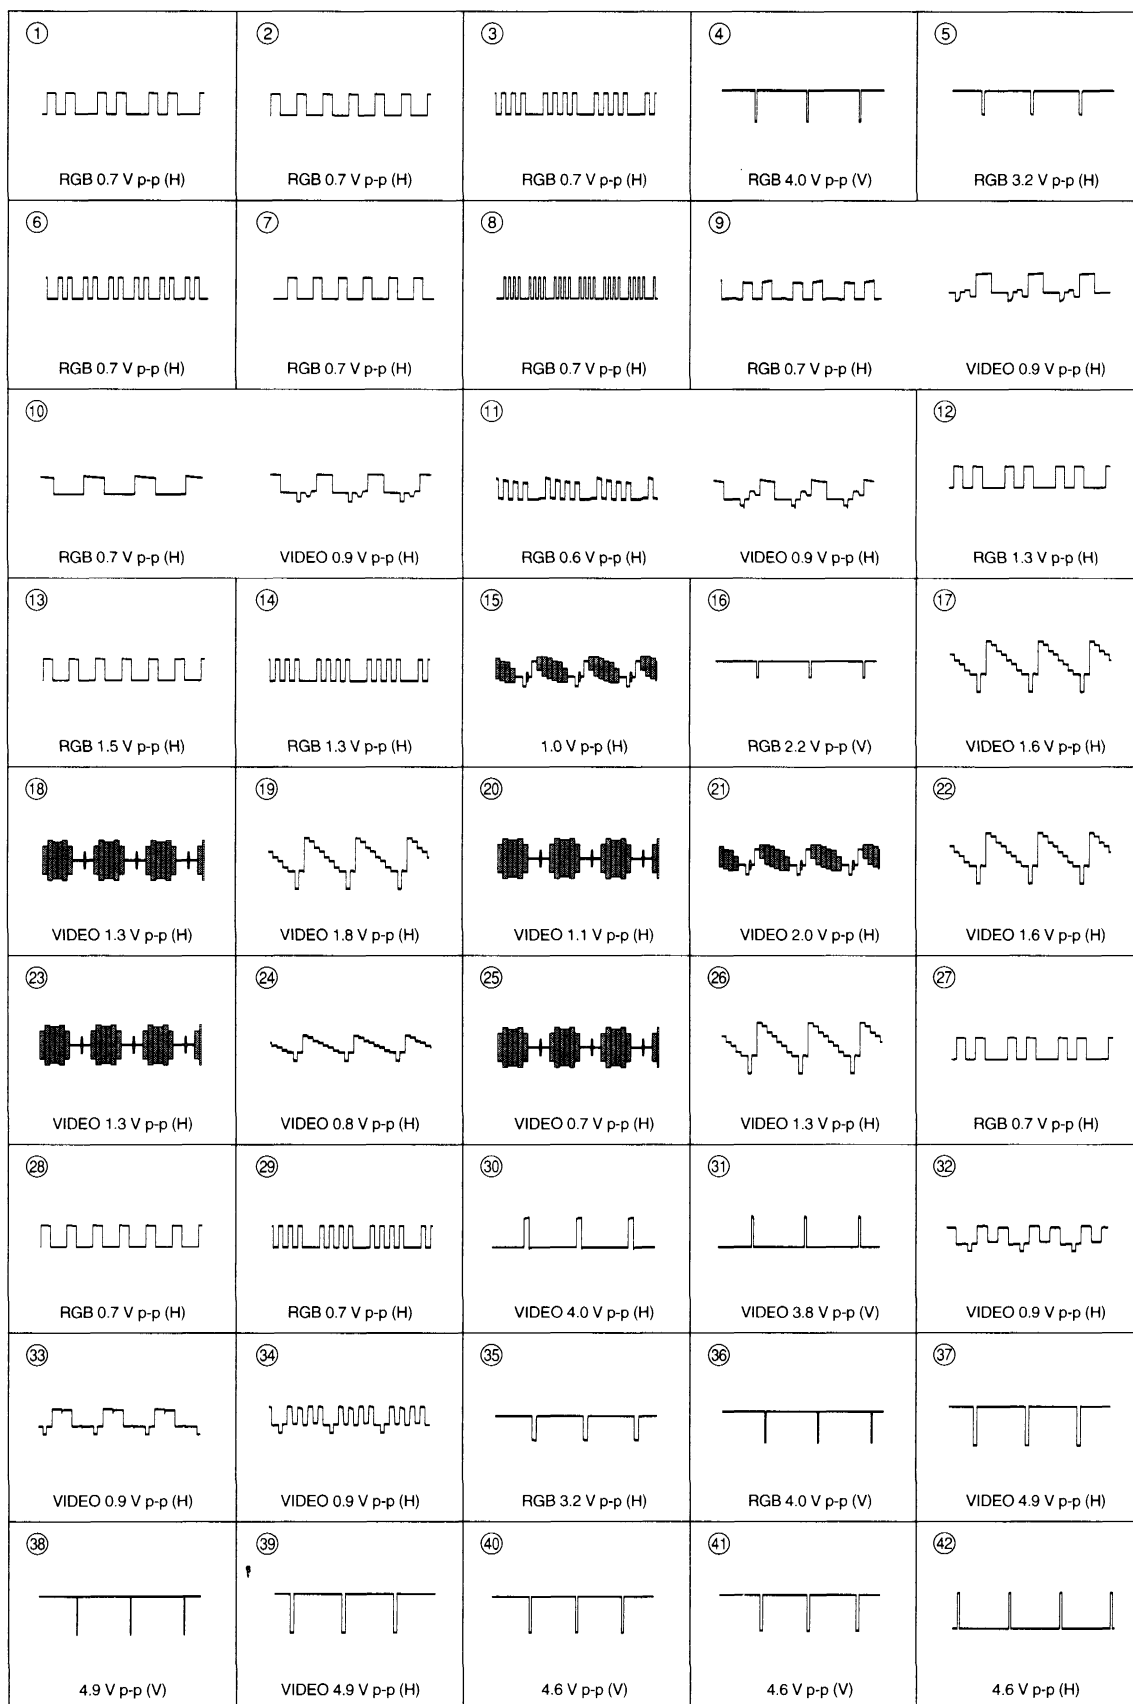 ① ② ③ ④ ⑤
RGB 0.7 V p-p (H) RGB 0.7 V p-p (H) RGB 0.7 V p-p (H) RGB 4.0 V p-p (V) RGB 3.2 V p-p (H)
⑥ ⑦ ⑧ ⑨
RGB 0.7 V p-p (H) RGB 0.7 V p-p (H) RGB 0.7 V p-p (H) RGB 0.7 V p-p (H) VIDEO 0.9 V p-p (H)
⑩ ⑪ ⑫
RGB 0.7 V p-p (H) VIDEO 0.9 V p-p (H) RGB 0.6 V p-p (H) VIDEO 0.9 V p-p (H) RGB 1.3 V p-p (H)
⑬ ⑭ ⑮ ⑯ ⑰
RGB 1.5 V p-p (H) RGB 1.3 V p-p (H) 1.0 V p-p (H) RGB 2.2 V p-p (V) VIDEO 1.6 V p-p (H)
⑱ ⑲ ⑳ ㉑ ㉒
VIDEO 1.3 V p-p (H) VIDEO 1.8 V p-p (H) VIDEO 1.1 V p-p (H) VIDEO 2.0 V p-p (H) VIDEO 1.6 V p-p (H)
㉓ ㉔ ㉕ ㉖ ㉗
VIDEO 1.3 V p-p (H) VIDEO 0.8 V p-p (H) VIDEO 0.7 V p-p (H) VIDEO 1.3 V p-p (H) RGB 0.7 V p-p (H)
㉘ ㉙ ㉚ ㉛ ㉜
RGB 0.7 V p-p (H) RGB 0.7 V p-p (H) VIDEO 4.0 V p-p (H) VIDEO 3.8 V p-p (V) VIDEO 0.9 V p-p (H)
㉝ ㉞ ㉟ ㊱ ㊲
VIDEO 0.9 V p-p (H) VIDEO 0.9 V p-p (H) RGB 3.2 V p-p (H) RGB 4.0 V p-p (V) VIDEO 4.9 V p-p (H)
㊳ ㊴ ㊵ ㊶ ㊷
4.9 V p-p (V) VIDEO 4.9 V p-p (H) 4.6 V p-p (V) 4.6 V p-p (V) 4.6 V p-p (H)